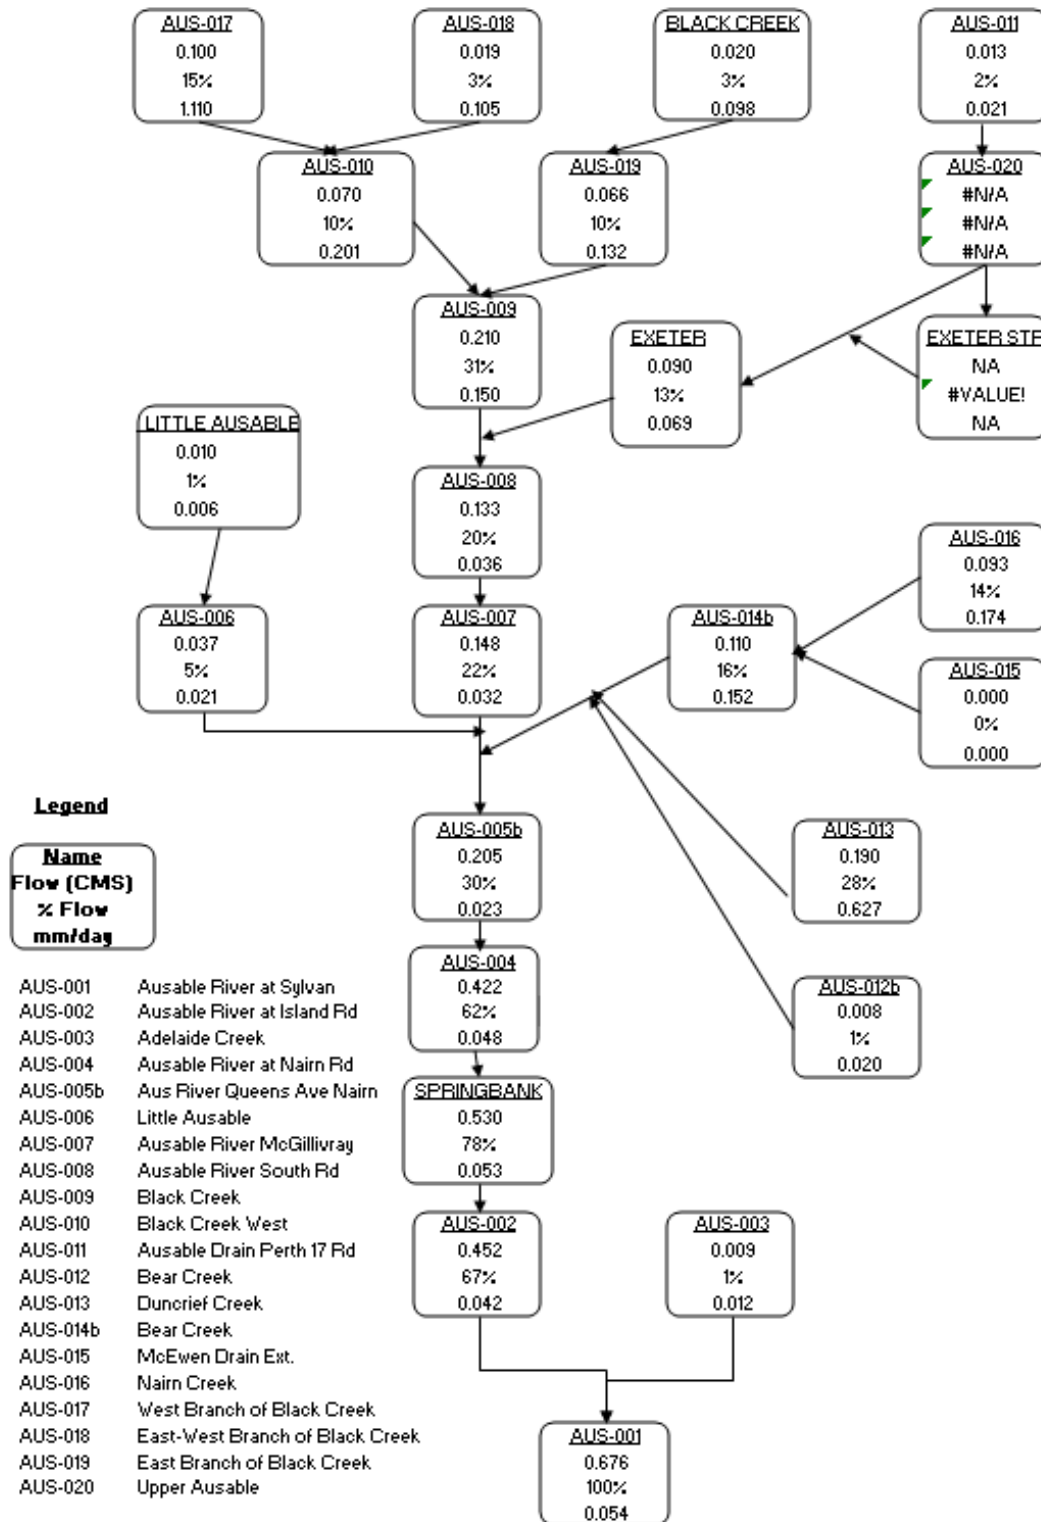 AUS-017
0.100
15%
1.110
AUS-018
0.019
3%
0.105
BLACK CREEK
0.020
3%
0.098
AUS-011
0.013
2%
0.021
AUS-010
0.070
10%
0.201
AUS-019
0.066
10%
0.132
AUS-020
#N/A
#N/A
#N/A
AUS-009
0.210
31%
0.150
EXETER
0.090
13%
0.069
EXETER STP
NA
#VALUE!
NA
LITTLE AUSABLE
0.010
1%
0.006
AUS-008
0.133
20%
0.036
AUS-016
0.093
14%
0.174
AUS-006
0.037
5%
0.021
AUS-007
0.148
22%
0.032
AUS-014b
0.110
16%
0.152
AUS-015
0.000
0%
0.000
Legend
Name
Flow (CMS)
% Flow
mm/day
AUS-005b
0.205
30%
0.023
AUS-013
0.190
28%
0.627
AUS-004
0.422
62%
0.048
AUS-012b
0.008
1%
0.020
SPRINGBANK
0.530
78%
0.053
AUS-002
0.452
67%
0.042
AUS-003
0.009
1%
0.012
AUS-001
0.676
100%
0.054
AUS-001 Ausable River at Sylvan
AUS-002 Ausable River at Island Rd
AUS-003 Adelaide Creek
AUS-004 Ausable River at Nairn Rd
AUS-005b Aus River Queens Ave Nairn
AUS-006 Little Ausable
AUS-007 Ausable River McGillivray
AUS-008 Ausable River South Rd
AUS-009 Black Creek
AUS-010 Black Creek West
AUS-011 Ausable Drain Perth 17 Rd
AUS-012 Bear Creek
AUS-013 Duncrief Creek
AUS-014b Bear Creek
AUS-015 McEwen Drain Ext.
AUS-016 Nairn Creek
AUS-017 West Branch of Black Creek
AUS-018 East-West Branch of Black Creek
AUS-019 East Branch of Black Creek
AUS-020 Upper Ausable